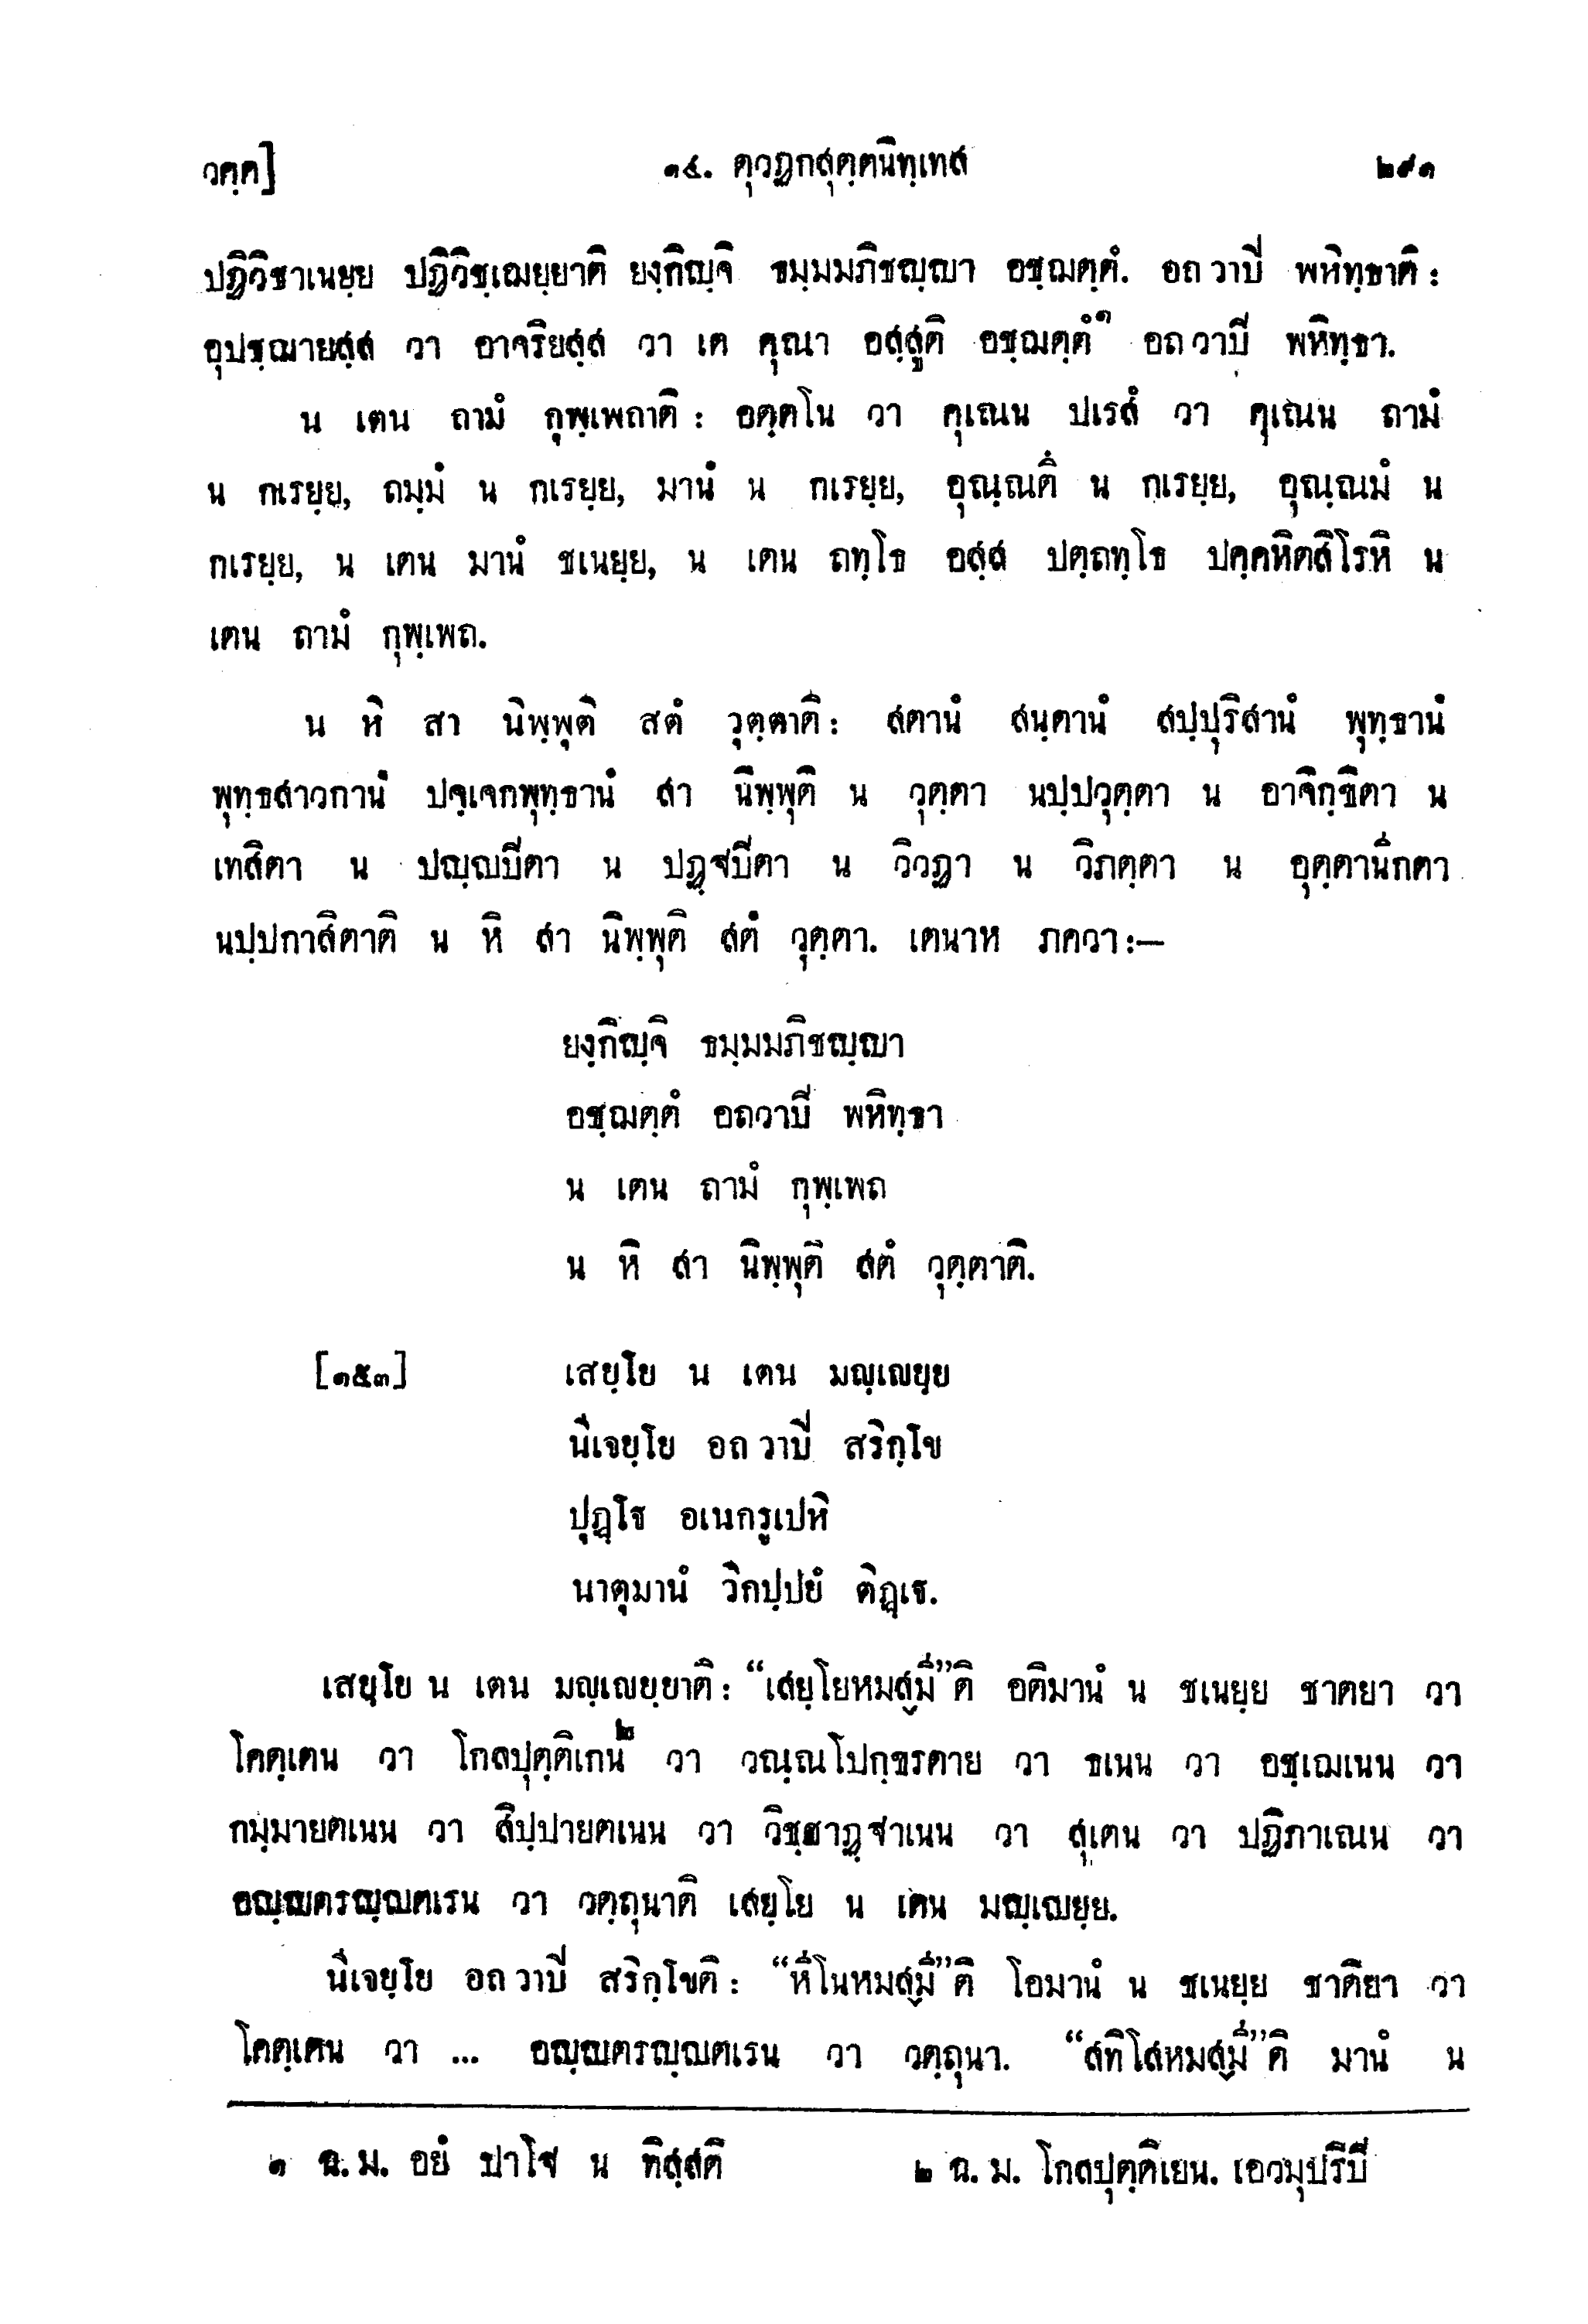 วคฺค]
๑๔. ตุวฏกสุตฺตนิทฺเทส
๒๙๑
ปฏิวิชาเนยฺย ปฏิวิชฺเฌยฺยาติ ยงฺกิญฺจิ ธมฺมมภิชญฺญา อชฺฌตฺตํ. อถ วาปิ พหิทฺธาติ :
อุปชฺฌายสฺส วา อาจริยสฺส วา เต คุณา อสฺสูติ อชฺฌตฺตํ๑ อถ วาปิ พหิทฺธา.
น เตน ถามํ กุพฺเพถาติ : อตฺตโน วา คุเณน ปเรสํ วา คุเณน ถามํ
น กเรยฺย, ถมฺมํ น กเรยฺย, มานํ น กเรยฺย, อุณฺณตึ น กเรยฺย, อุณฺณมํ น
กเรยฺย, น เตน มานํ ชเนยฺย, น เตน ถทฺโธ อสฺส ปตฺถทฺโธ ปคฺคหิตสิโรหิ น
เตน ถามํ กุพฺเพถ.
น หิ สา นิพฺพุติ สตํ วุตฺตาติ : สตานํ สนฺตานํ สปฺปุริสานํ พุทฺธานํ
พุทฺธสาวกานํ ปจฺเจกพุทฺธานํ สา นิพฺพุติ น วุตฺตา นปฺปวุตฺตา น อาจิกฺขิตา น
เทสิตา น ปญฺญปิตา น ปฏฺฐปิตา น วิวฏา น วิภตฺตา น อุตฺตานีกตา
นปฺปกาสิตาติ น หิ สา นิพฺพุติ สตํ วุตฺตา. เตนาห ภควา :—
ยงฺกิญฺจิ ธมฺมมภิชญฺญา
อชฺฌตฺตํ อถวาปิ พหิทฺธา
น เตน ถามํ กุพฺเพถ
น หิ สา นิพฺพุติ สตํ วุตฺตาติ.
[๑๕๓] เสยฺโย น เตน มญฺเญยฺย
นีเจยฺโย อถ วาปิ สริกฺโข
ปุฏฺโฐ อเนกรูเปหิ
นาตุมานํ วิกปฺปยํ ติฏฺเฐ.
เสยฺโย น เตน มญฺเญยฺยาติ : “เสยฺโยหมสฺมี”ติ อติมานํ น ชเนยฺย ชาตยา วา
โคตฺเตน วา โกลปุตฺติเกน๒ วา วณฺณโปกฺขรตาย วา ธเนน วา อชฺเฌเนน วา
กมฺมายตเนน วา สิปฺปายตเนน วา วิชฺชาฏฺฐาเนน วา สุเตน วา ปฏิภาเณน วา
อญฺญตรญฺญตเรน วา วตฺถุนาติ เสยฺโย น เตน มญฺเญยฺย.
นีเจยฺโย อถ วาปิ สริกฺโขติ : “หีโนหมสฺมี”ติ โอมานํ น ชเนยฺย ชาติยา วา
โคตฺเตน วา ... อญฺญตรญฺญตเรน วา วตฺถุนา. “สทิโสหมสฺมี”ติ มานํ น
๑ ฉ. ม. อยํ ปาโฐ น ทิสฺสติ
๒ ฉ. ม. โกลปุตฺติเยน. เอวมุปริปิ